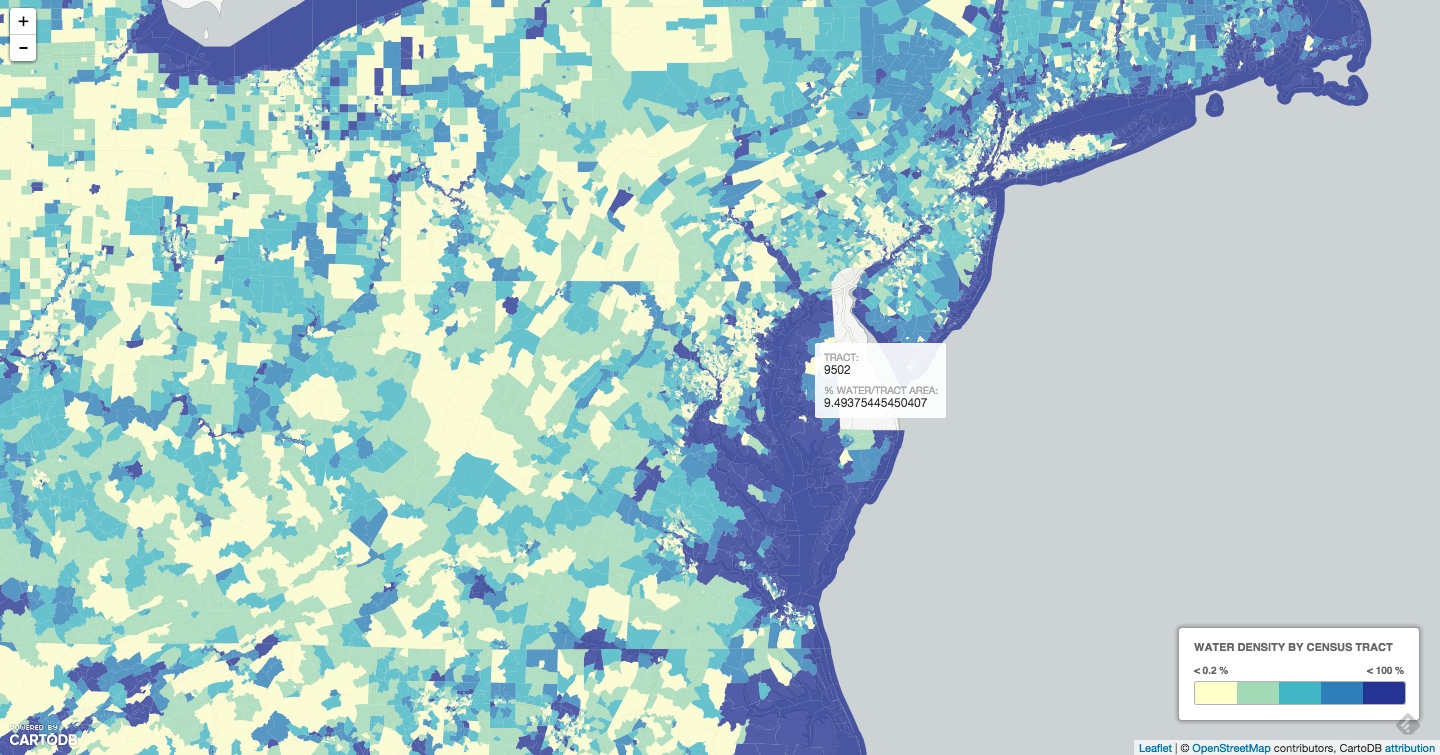 +
−
TRACT:
9502
% WATER/TRACT AREA:
9.49375445450407
WATER DENSITY BY CENSUS TRACT
< 0.2 % < 100 %
POWERED BY
CARTODB
Leaflet | © OpenStreetMap contributors, CartoDB attribution